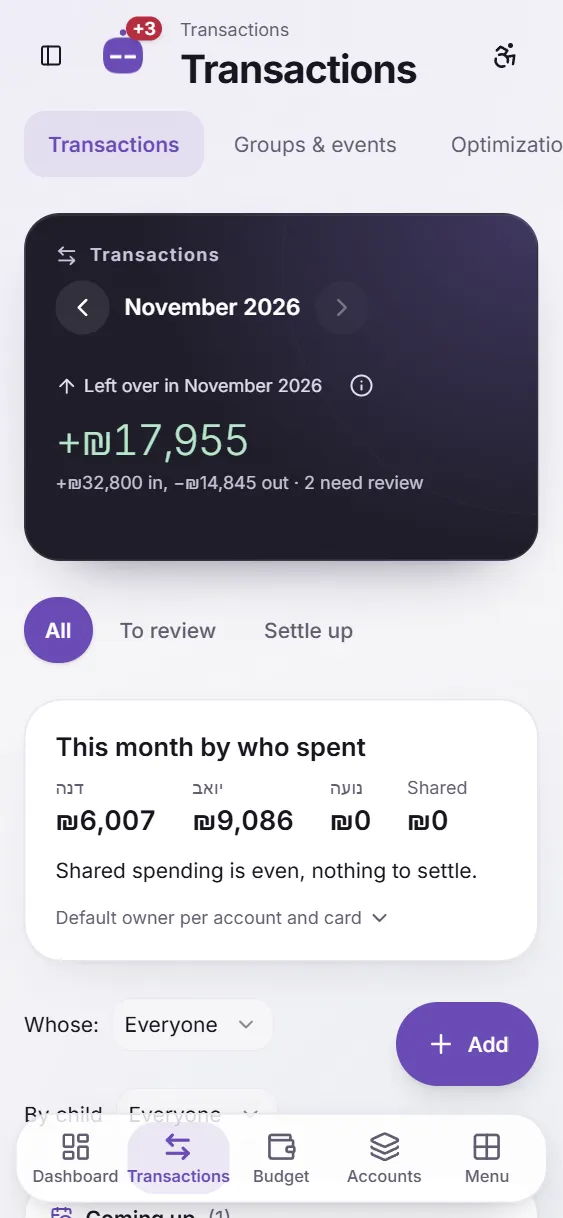 +3
Transactions
Transactions
Transactions Groups & events Optimizatio
Transactions
November 2026
Left over in November 2026
+₪17,955
+₪32,800 in, −₪14,845 out · 2 need review
All To review Settle up
This month by who spent
דנה יואב נועה Shared
₪6,007 ₪9,086 ₪0 ₪0
Shared spending is even, nothing to settle.
Default owner per account and card
Whose: Everyone
+ Add
By child Everyone
Dashboard Transactions Budget Accounts Menu
Coming up (1)